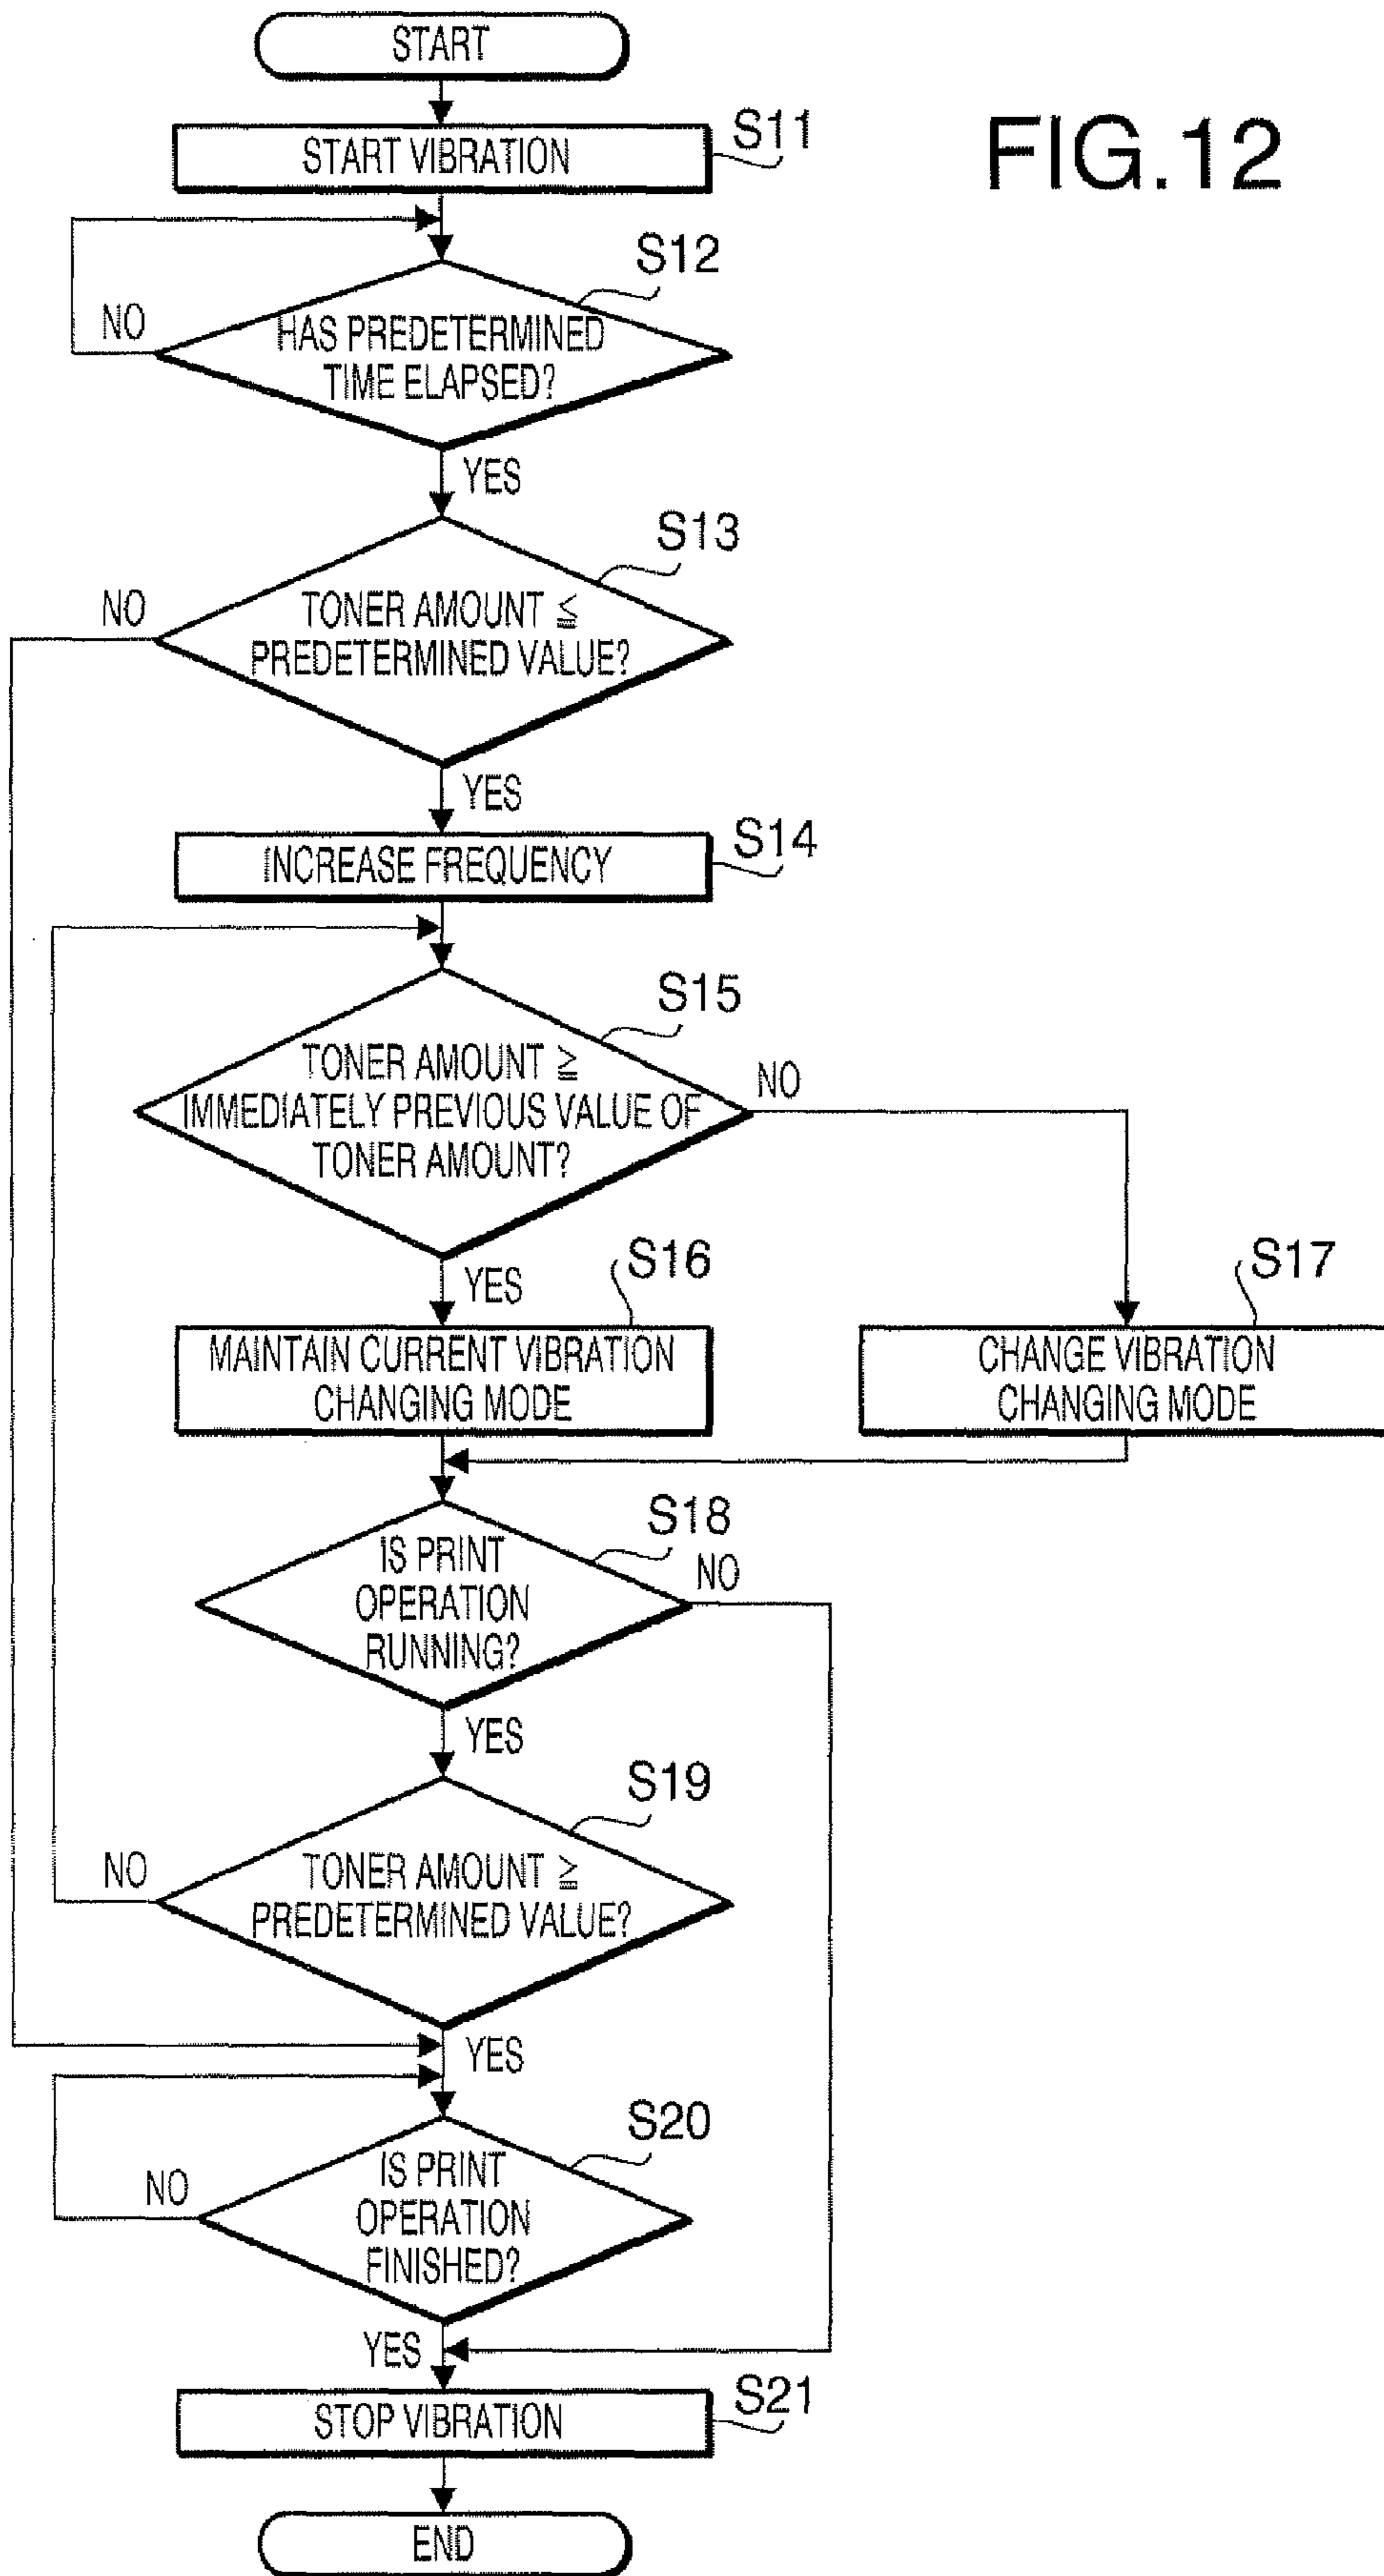 START
FIG.12
START VIBRATION
S11
S12
NO
HAS PREDETERMINED
TIME ELAPSED?
YES
S13
NO
TONER AMOUNT ≦
PREDETERMINED VALUE?
YES
INCREASE FREQUENCY
S14
S15
TONER AMOUNT ≧
IMMEDIATELY PREVIOUS VALUE OF
TONER AMOUNT?
NO
YES
S16
S17
MAINTAIN CURRENT VIBRATION
CHANGING MODE
CHANGE VIBRATION
CHANGING MODE
S18
IS PRINT
OPERATION
RUNNING?
NO
YES
S19
NO
TONER AMOUNT ≧
PREDETERMINED VALUE?
YES
S20
NO
IS PRINT
OPERATION
FINISHED?
YES
STOP VIBRATION
S21
END